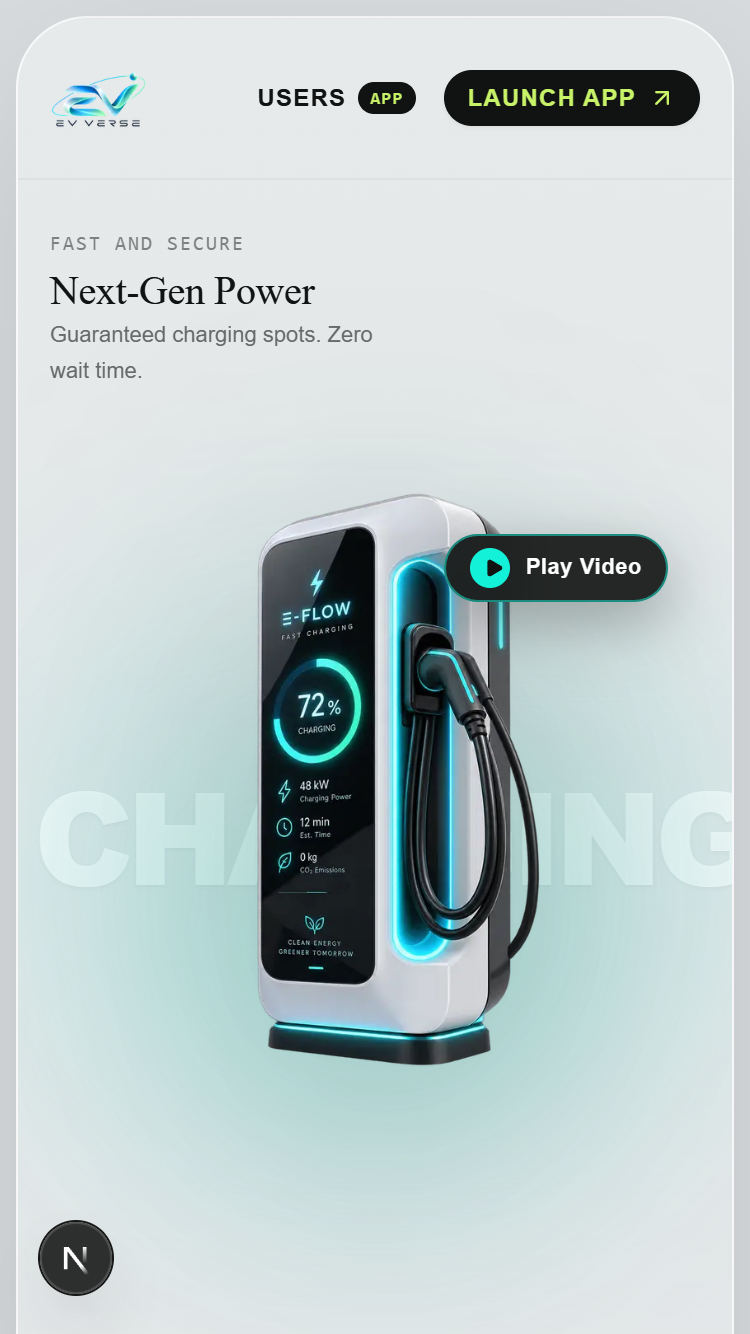 EV VERSE
USERS APP
LAUNCH APP
FAST AND SECURE
Next-Gen Power
Guaranteed charging spots. Zero
wait time.
Play Video
E-FLOW
FAST CHARGING
72%
CHARGING
48 kW
Charging Power
12 min
Est. Time
0 kg
CO₂ Emissions
CLEAN ENERGY
GREENER TOMORROW
CHA ING
N